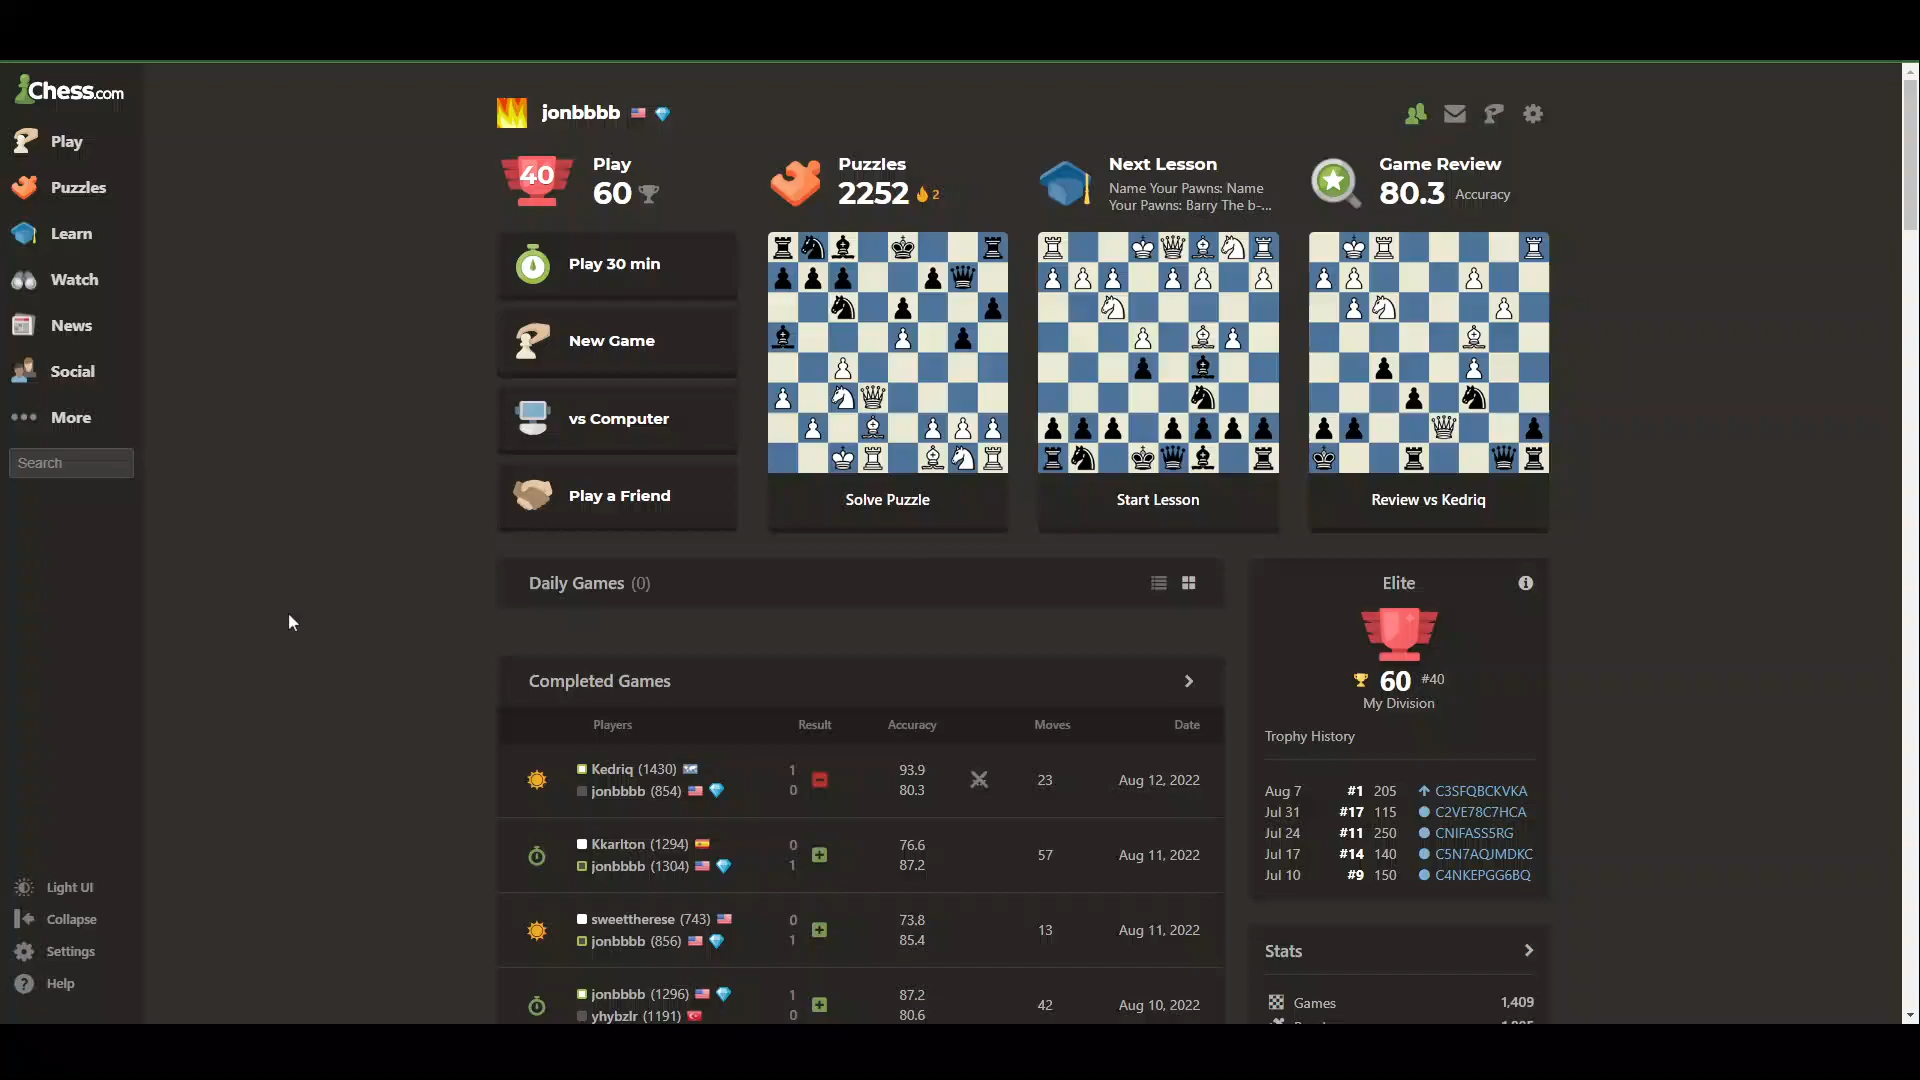 Chess.com
Play
Puzzles
Learn
Watch
News
Social
More
Search
Light UI
Collapse
Settings
Help
jonbbbb
40
Play
60
Puzzles
2252 2
Next Lesson
Name Your Pawns: Name
Your Pawns: Barry The b-...
Game Review
80.3 Accuracy
Play 30 min
New Game
vs Computer
Play a Friend
Solve Puzzle
Start Lesson
Review vs Kedriq
Daily Games (0)
Completed Games
Players Result Accuracy Moves Date
Kedriq (1430) 1 93.9
jonbbbb (854) 0 80.3
23 Aug 12, 2022
Kkarlton (1294) 0 76.6
jonbbbb (1304) 1 87.2
57 Aug 11, 2022
sweettherese (743) 0 73.8
jonbbbb (856) 1 85.4
13 Aug 11, 2022
jonbbbb (1296) 1 87.2
yhybzlr (1191) 0 80.6
42 Aug 10, 2022
Elite
60 #40
My Division
Trophy History
Aug 7 #1 205 C3SFQBCKVKA
Jul 31 #17 115 C2VE78C7HCA
Jul 24 #11 250 CNIFASS5RG
Jul 17 #14 140 C5N7AQJMDKC
Jul 10 #9 150 C4NKEPGG6BQ
Stats
Games 1,409